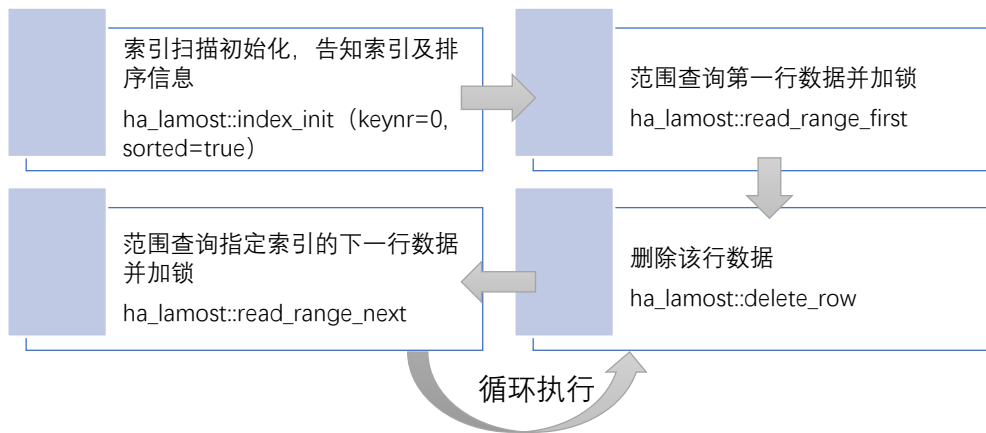 索引扫描初始化，告知索引及排
序信息
ha_lamost::index_init（keynr=0,
sorted=true）
范围查询第一行数据并加锁
ha_lamost::read_range_first
删除该行数据
ha_lamost::delete_row
范围查询指定索引的下一行数据
并加锁
ha_lamost::read_range_next
循环执行